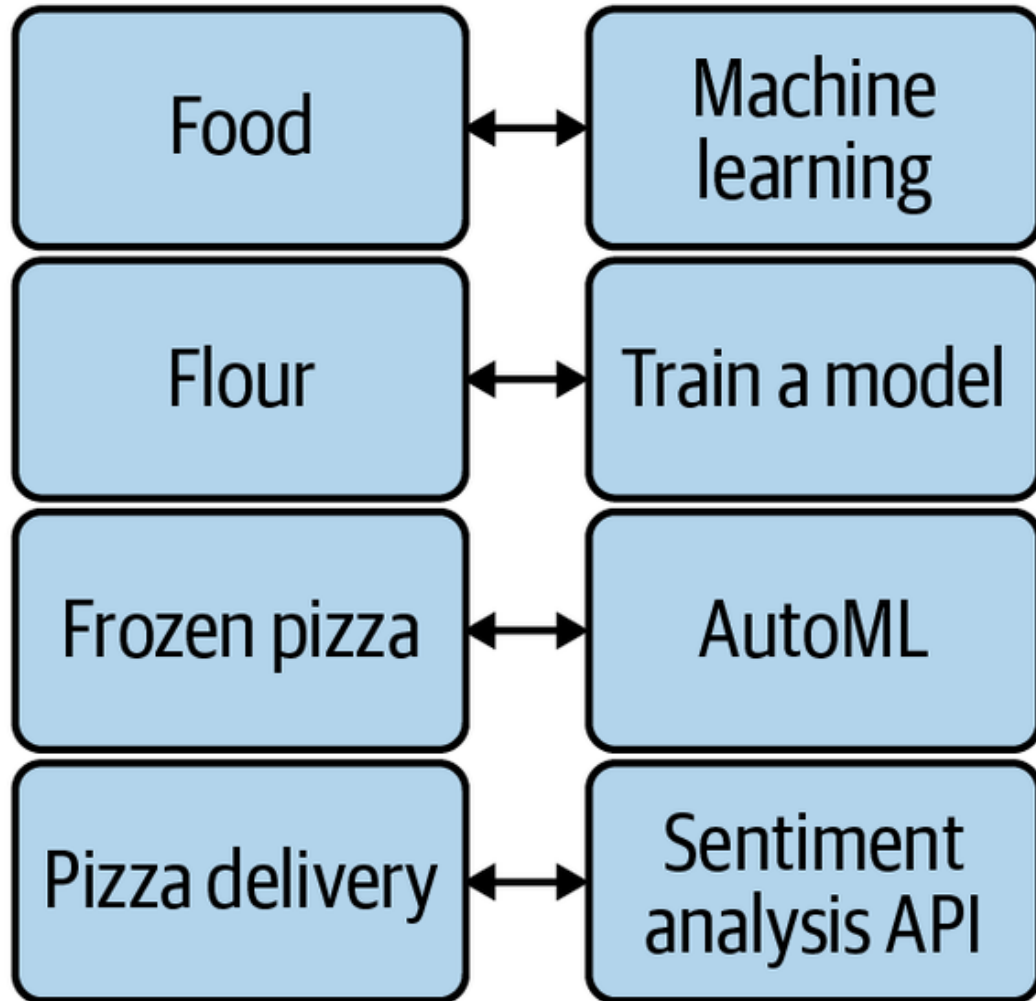 Food
Machine
learning
Flour
Train a model
Frozen pizza
AutoML
Pizza delivery
Sentiment
analysis API